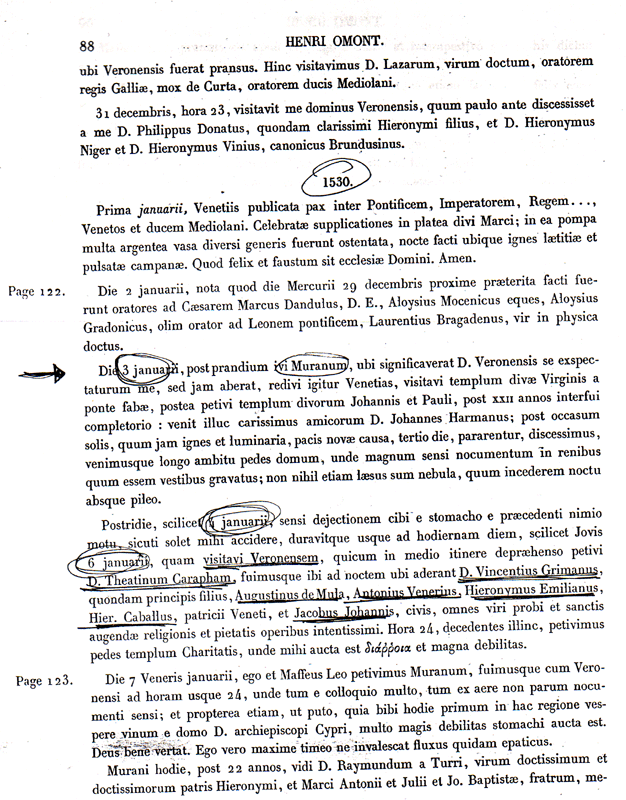 88
HENRI OMONT.
ubi Veronensis fuerat pransus. Hinc visitavimus D. Lazarum, virum doctum, oratorem
regis Galliæ, mox de Curta, oratorem ducis Mediolani.
31 decembris, hora 23, visitavit me dominus Veronensis, quum paulo ante discessisset
a me D. Philippus Donatus, quondam clarissimi Hieronymi filius, et D. Hieronymus
Niger et D. Hieronymus Vinius, canonicus Brundusinus.
1530.
Prima januarii, Venetiis publicata pax inter Pontificem, Imperatorem, Regem...,
Venetos et ducem Mediolani. Celebratæ supplicationes in platea divi Marci; in ea pompa
multa argentea vasa diversi generis fuerunt ostentata, nocte facti ubique ignes lætitiæ et
pulsatæ campanæ. Quod felix et faustum sit ecclesiæ Domini. Amen.
Page 122.
Die 2 januarii, nota quod die Mercurii 29 decembris proxime præterita facti fue-
runt oratores ad Cæsarem Marcus Dandulus, D. E., Aloysius Mocenicus eques, Aloysius
Gradonicus, olim orator ad Leonem pontificem, Laurentius Bragadenus, vir in physica
doctus.
Die 3 januarii, post prandium ivi Muranum, ubi significaverat D. Veronensis se exspec-
taturum me, sed jam aberat, redivi igitur Venetias, visitavi templum divæ Virginis a
ponte fabæ, postea petivi templum divorum Johannis et Pauli, post XXII annos interfui
completorio : venit illuc carissimus amicorum D. Johannes Harmanus; post occasum
solis, quum jam ignes et luminaria, pacis novæ causa, tertio die, pararentur, discessimus,
venimusque longo ambitu pedes domum, unde magnum sensi nocumentum in renibus
quum essem vestibus gravatus; non nihil etiam læsus sum nebula, quum incederem noctu
absque pileo.
Postridie, scilicet 4 januarii, sensi dejectionem cibi e stomacho e præcedenti nimio
motu, sicuti solet mihi accidere, duravitque usque ad hodiernam diem, scilicet Jovis
6 januarii, quam visitavi Veronensem, quicum in medio itinere depræhenso petivi
D. Theatinum Carapham, fuimusque ibi ad noctem ubi aderant D. Vincentius Grimanus,
quondam principis filius, Augustinus de Mula, Antonius Venerius, Hieronymus Emilianus,
Hier. Caballus, patricii Veneti, et Jacobus Johannis, civis, omnes viri probi et sanctis
augendæ religionis et pietatis operibus intentissimi. Hora 24, decedentes illinc, petivimus
pedes templum Charitatis, unde mihi aucta est διάρροια et magna debilitas.
Page 123.
Die 7 Veneris januarii, ego et Maffeus Leo petivimus Muranum, fuimusque cum Vero-
nensi ad horam usque 24, unde tum e colloquio multo, tum ex aere non parum nocu-
menti sensi; et propterea etiam, ut puto, quia bibi hodie primum in hac regione ves-
pere vinum e domo D. archiepiscopi Cypri, multo magis debilitas stomachi aucta est.
Deus bene vertat. Ego vero maxime timeo ne invalescat fluxus quidam epaticus.
Murani hodie, post 22 annos, vidi D. Raymundum a Turri, virum doctissimum et
doctissimorum patris Hieronymi, et Marci Antonii et Julii et Jo. Baptistæ, fratrum, me-